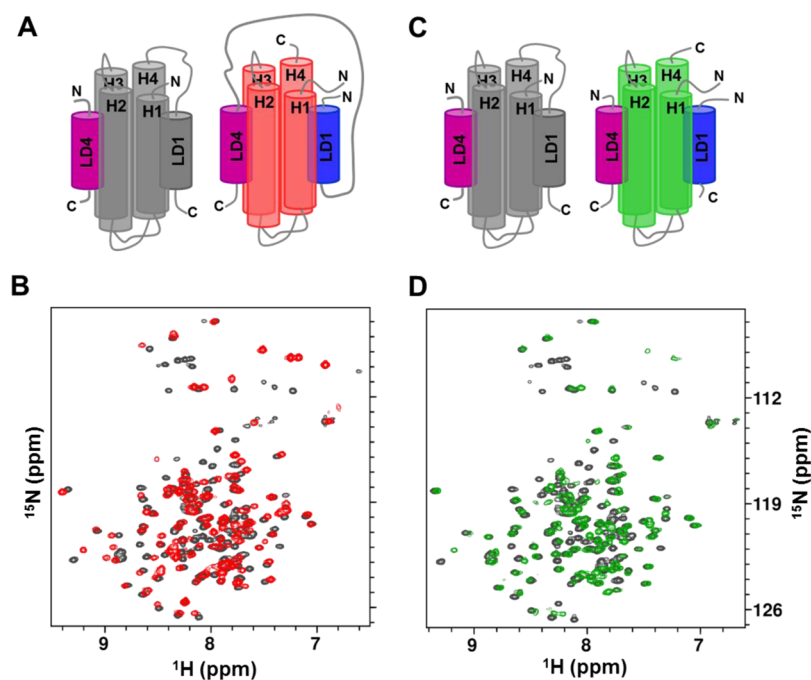 A
C
C
C
H3
H4
N
H3
H4
N
H3
H4
N
H3
H4
N
N
H2
H1
H2
H1
N
N
H2
H1
H2
H1
N
LD4
LD1
LD4
LD1
LD4
LD1
LD4
LD1
C
C
C
C
C
C
C
B
D
15N (ppm)
112
119
126
15N (ppm)
9
8
7
9
8
7
1H (ppm)
1H (ppm)